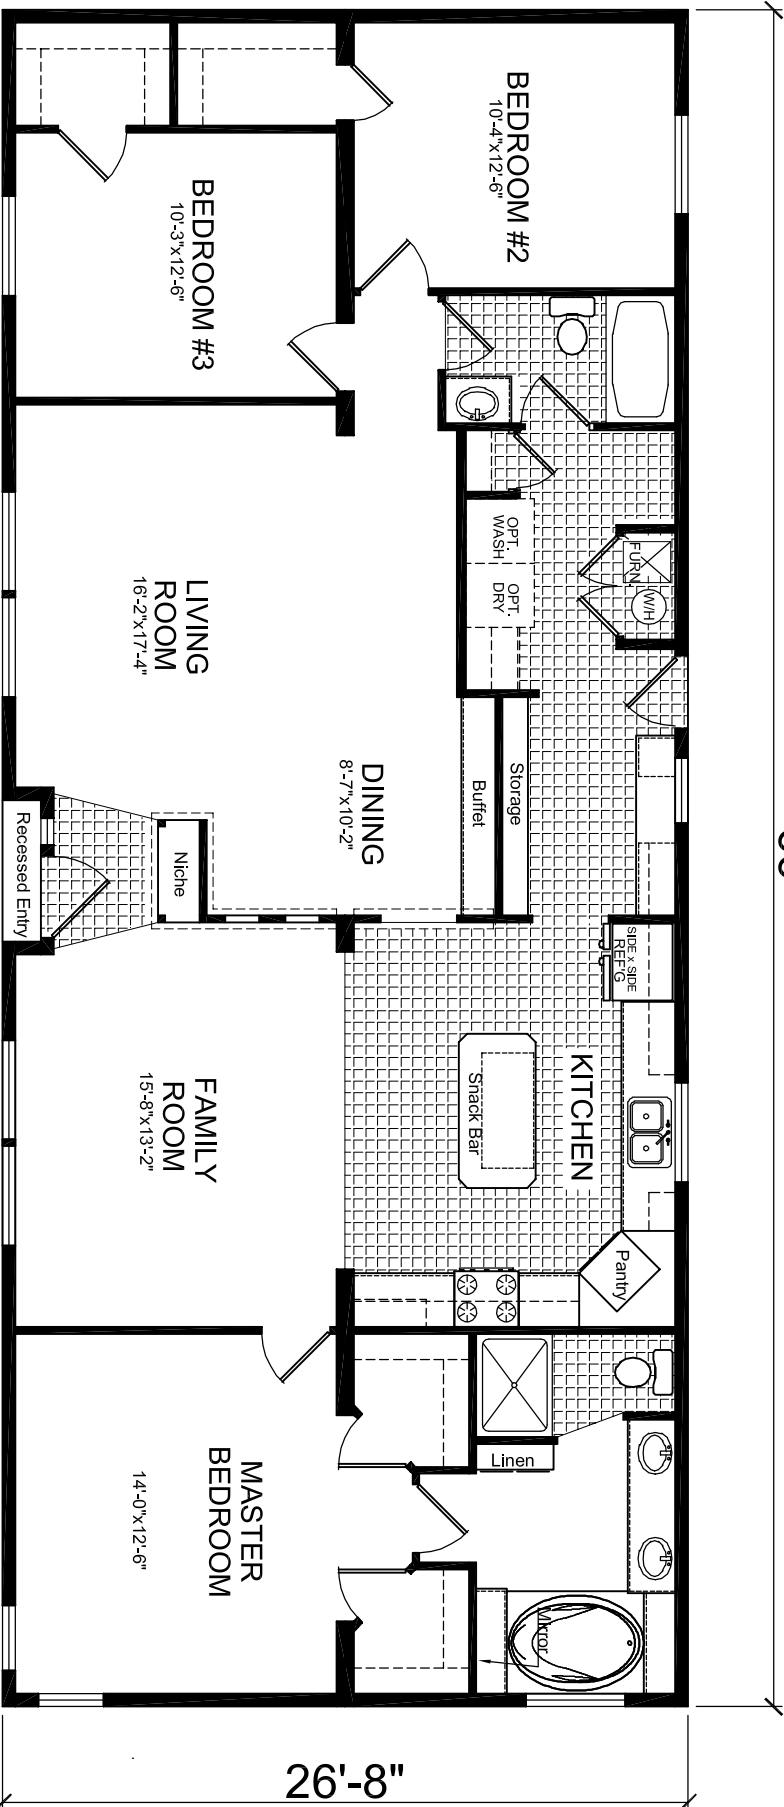 BEDROOM #2
10'-4"x12'-6"
BEDROOM #3
10'-3"x12'-6"
OPT.
WASH
OPT.
DRY
FURN.
W/H
LIVING
ROOM
16'-2"x17'-4"
DINING
8'-7"x10'-2"
Buffet
Storage
Niche
Recessed Entry
SIDE x SIDE
REF'G
KITCHEN
Snack Bar
Pantry
FAMILY
ROOM
15'-8"x13'-2"
MASTER
BEDROOM
14'-0"x12'-6"
Linen
Mirror
26'-8"